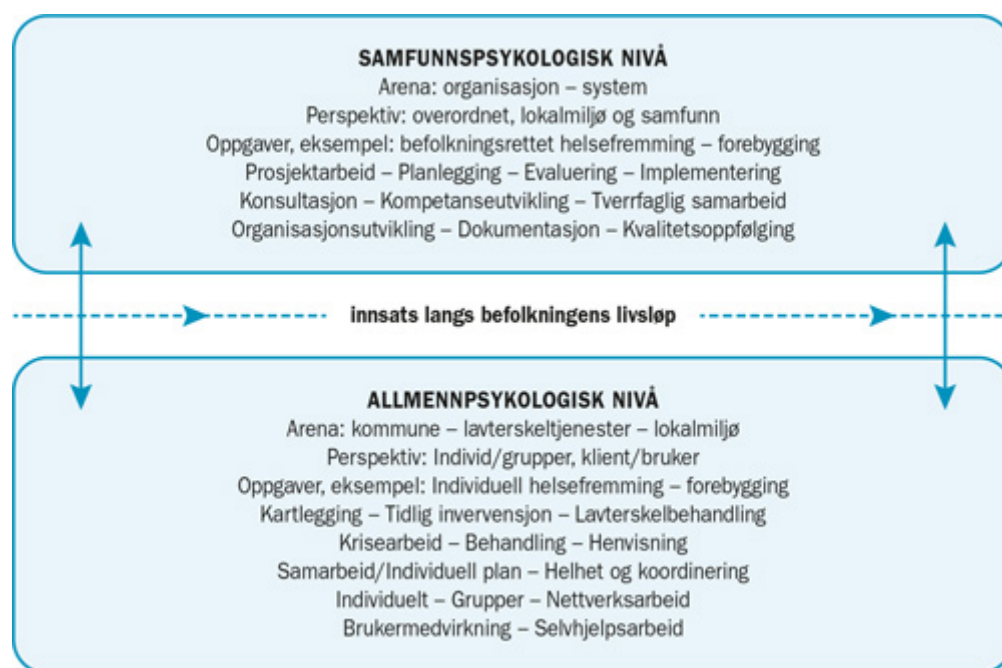 SAMFUNNSPSYKOLOGISK NIVÅ
Arena: organisasjon – system
Perspektiv: overordnet, lokalmiljø og samfunn
Oppgaver, eksempel: befolkningsrettet helsefremming – forebygging
Prosjektarbeid – Planlegging – Evaluering – Implementering
Konsultasjon – Kompetanseutvikling – Tverrfaglig samarbeid
Organisasjonsutvikling – Dokumentasjon – Kvalitetsoppfølging
innsats langs befolkningens livsløp
ALLMENNPSYKOLOGISK NIVÅ
Arena: kommune – lavterskeltjenester – lokalmiljø
Perspektiv: Individ/grupper, klient/bruker
Oppgaver, eksempel: Individuell helsefremming – forebygging
Kartlegging – Tidlig invervensjon – Lavterskelbehandling
Krisearbeid – Behandling – Henvisning
Samarbeid/Individuell plan – Helhet og koordinering
Individuelt – Grupper – Nettverksarbeid
Brukermedvirkning – Selvhjelpsarbeid